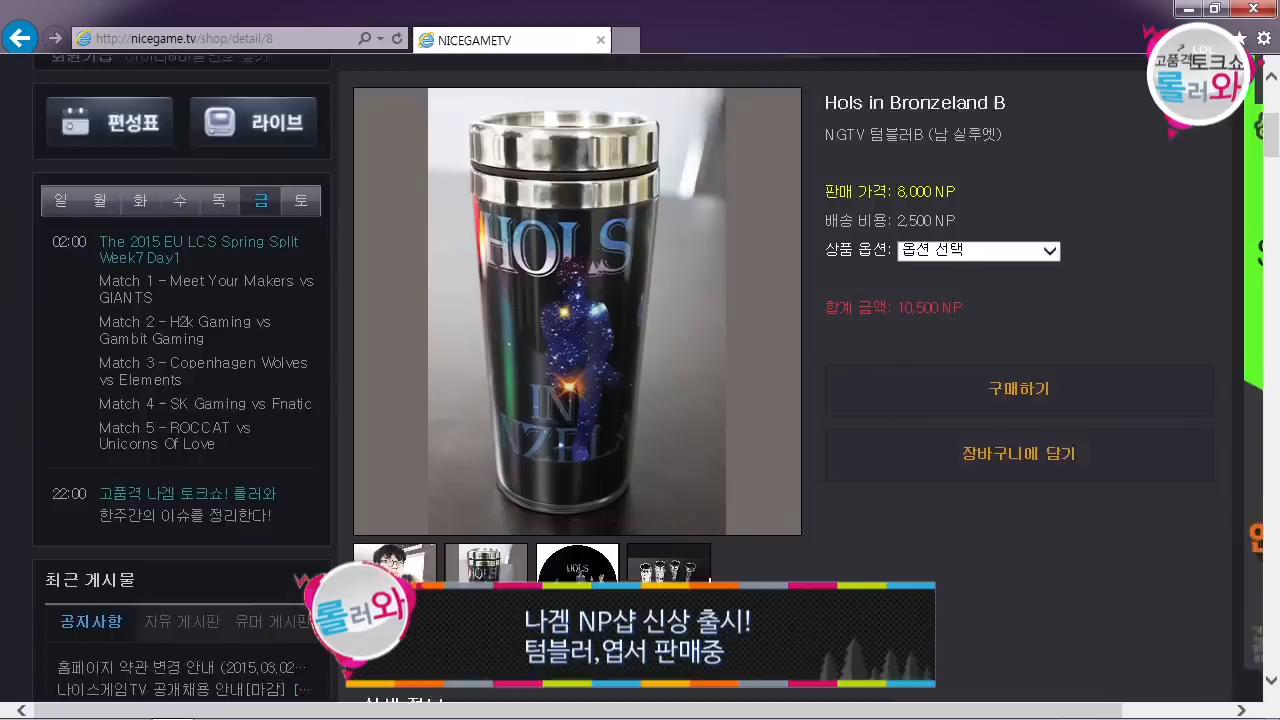 http://nicegame.tv/shop/detail/8
NICEGAMETV
LOL
고품격토크쇼
롤러와
편성표
라이브
일 월 화 수 목 금 토
02:00 The 2015 EU LCS Spring Split
Week7 Day1
Match 1 - Meet Your Makers vs
GIANTS
Match 2 - H2k Gaming vs
Gambit Gaming
Match 3 - Copenhagen Wolves
vs Elements
Match 4 - SK Gaming vs Fnatic
Match 5 - ROCCAT vs
Unicorns Of Love
22:00 고품격 나겜 토크쇼! 롤러와
한주간의 이슈를 정리한다!
최근 게시물
공지사항 자유 게시판 유머 게시판
홈페이지 약관 변경 안내 (2015.03.02
나이스게임TV 공개채용 안내[마감] […
HOLS
IN
NZEL
Hols in Bronzeland B
NGTV 텀블러B (남 실루엣)
판매 가격: 8,000 NP
배송 비용: 2,500 NP
상품 옵션: 옵션 선택
합계 금액: 10,500 NP
구매하기
장바구니에 담기
HOLS
롤러와
나겜 NP샵 신상 출시!
텀블러,엽서 판매중